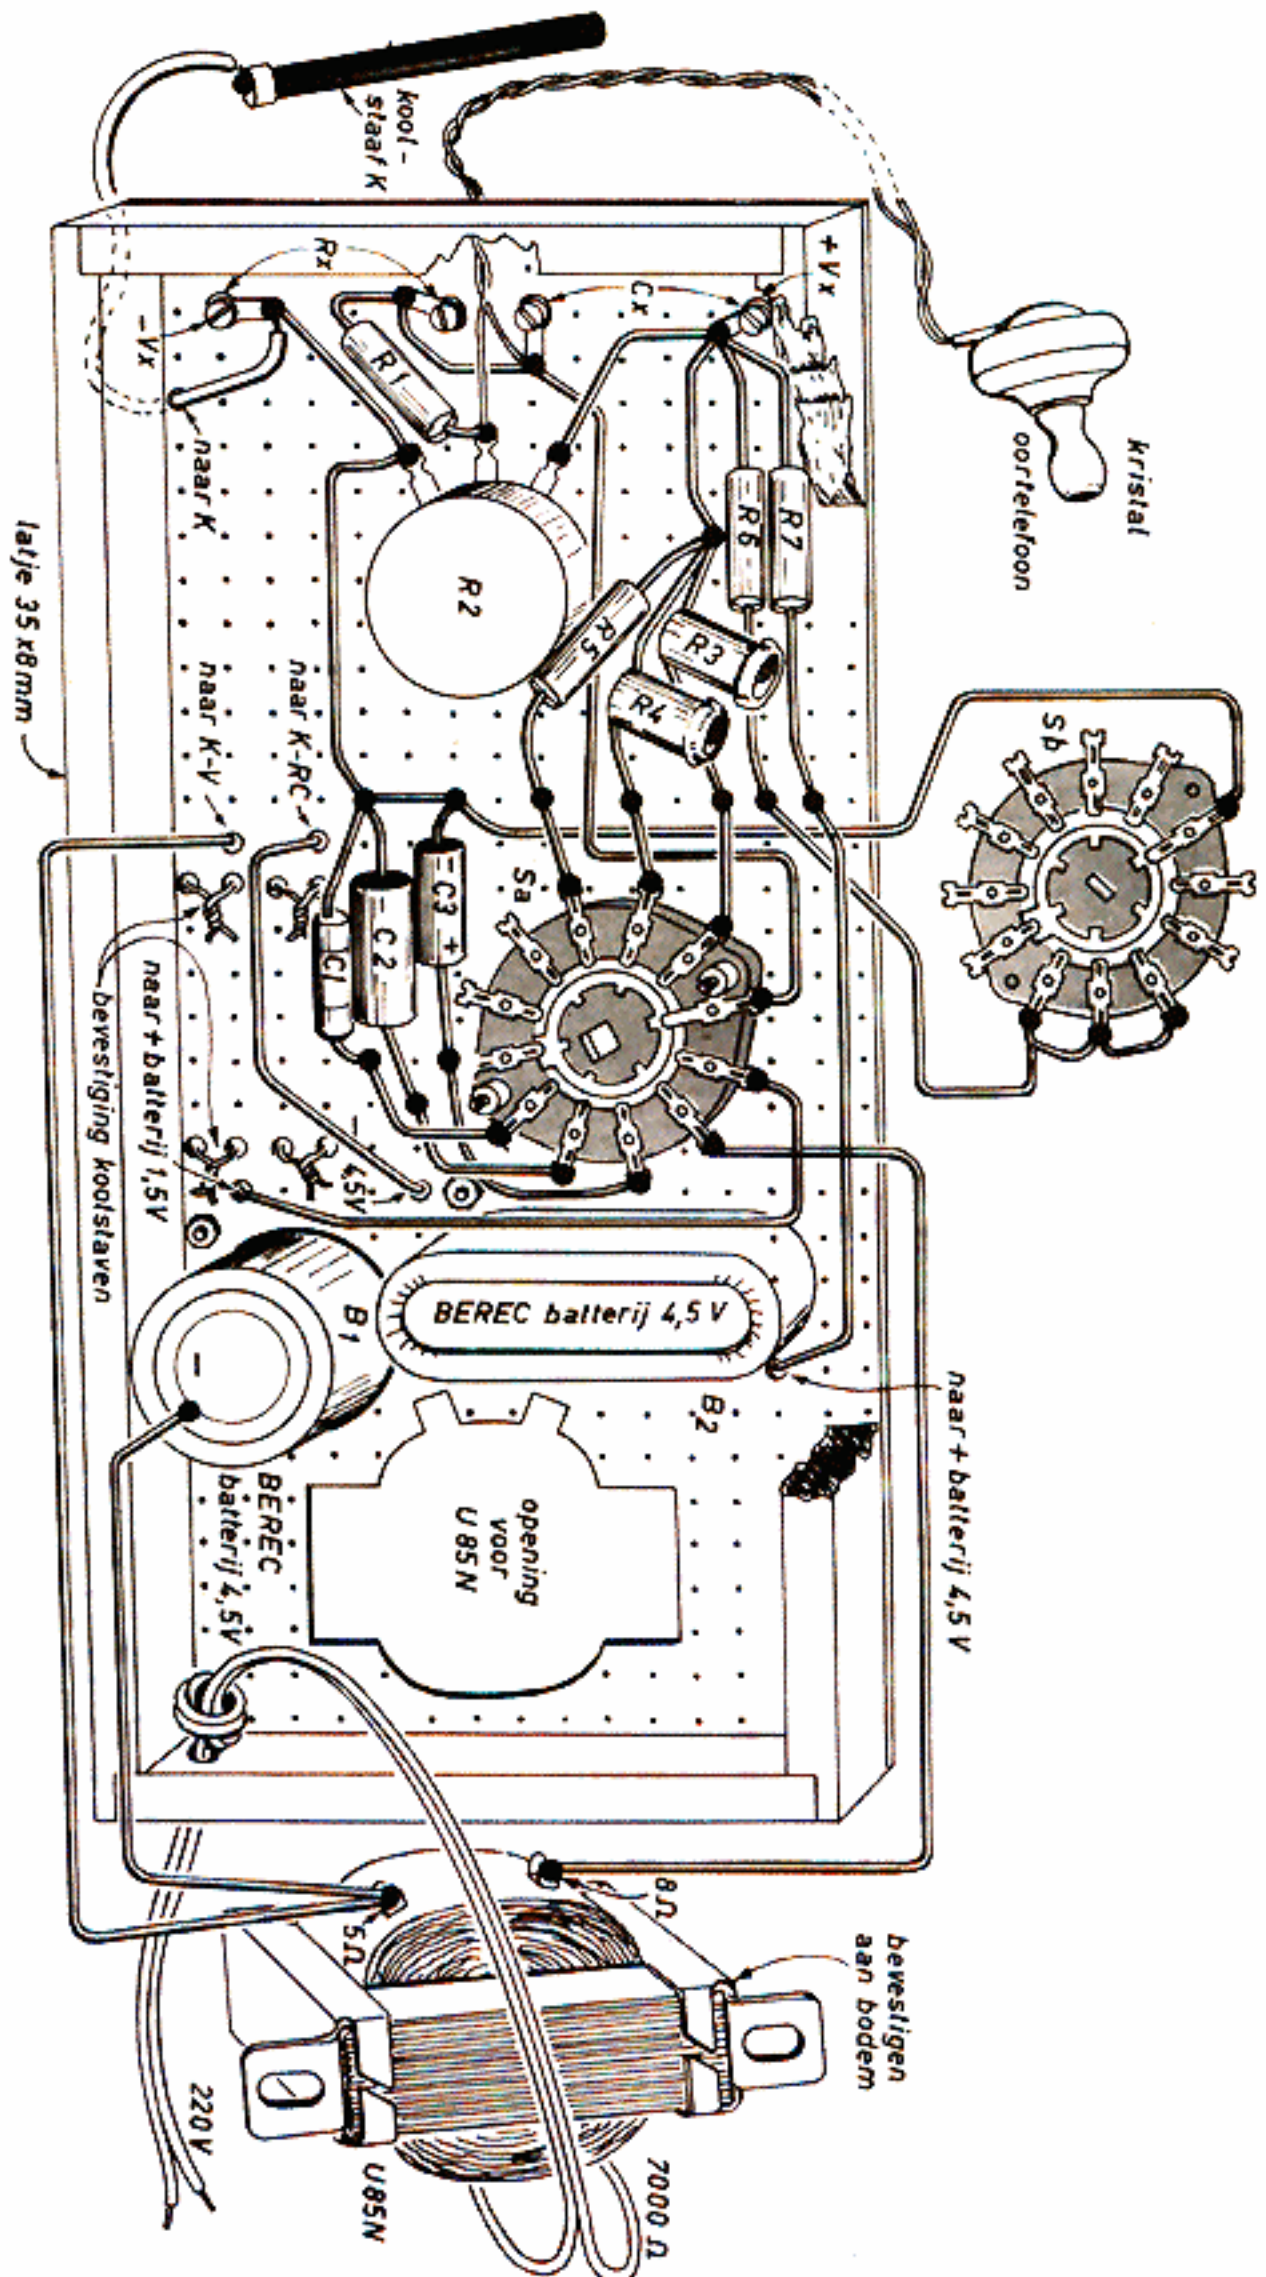 kool-
staaf K
kristal
oortelefoon
Rx
Cx
+Vx
-Vx
R1
naar K
R2
R6
R7
R5
R3
R4
latje 35x8mm
naar K-V
naar K-RC
Sb
Sa
C1
- C2
- C3 +
bevestiging koolstaven
naar + batterij 1,5V
-
4,5V
B1
-
BEREC batterij 4,5 V
B2
naar + batterij 4,5 V
BEREC
batterij 4,5V
opening
voor
U 85N
8Ω
5Ω
bevestigen
aan bodem
220V
U85N
7000 Ω